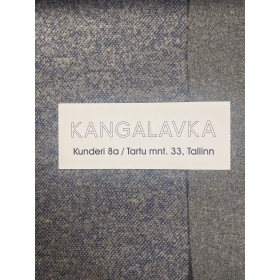 KANGALAVKA
Kunderi 8a / Tartu mnt. 33, Tallinn